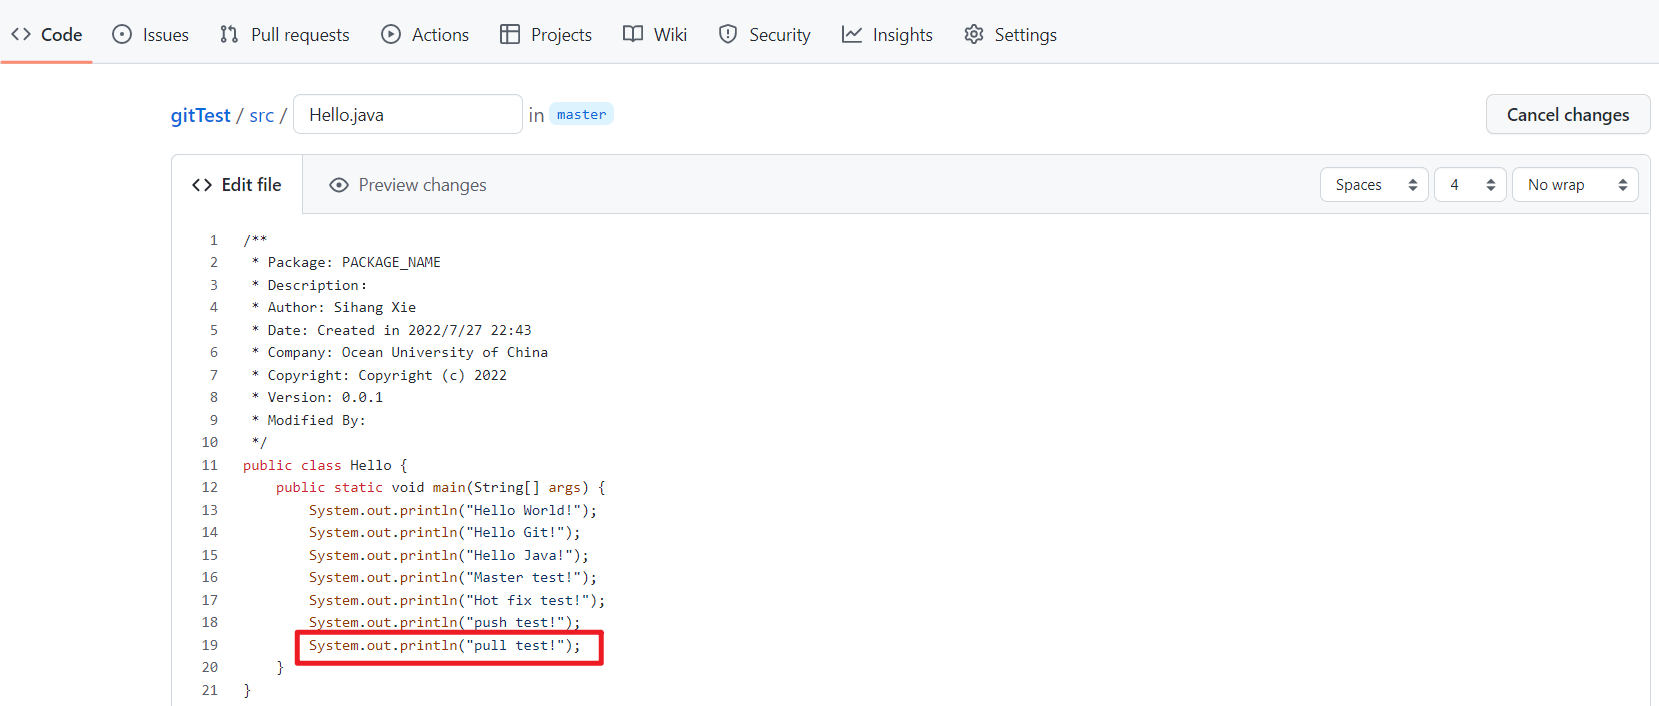 Code Issues Pull requests Actions Projects Wiki Security Insights Settings
gitTest / src / Hello.java in master Cancel changes
Edit file Preview changes Spaces 4 No wrap
1 /**
2  * Package: PACKAGE_NAME
3  * Description:
4  * Author: Sihang Xie
5  * Date: Created in 2022/7/27 22:43
6  * Company: Ocean University of China
7  * Copyright: Copyright (c) 2022
8  * Version: 0.0.1
9  * Modified By:
10  */
11 public class Hello {
12     public static void main(String[] args) {
13         System.out.println("Hello World!");
14         System.out.println("Hello Git!");
15         System.out.println("Hello Java!");
16         System.out.println("Master test!");
17         System.out.println("Hot fix test!");
18         System.out.println("push test!");
19         System.out.println("pull test!");
20     }
21 }